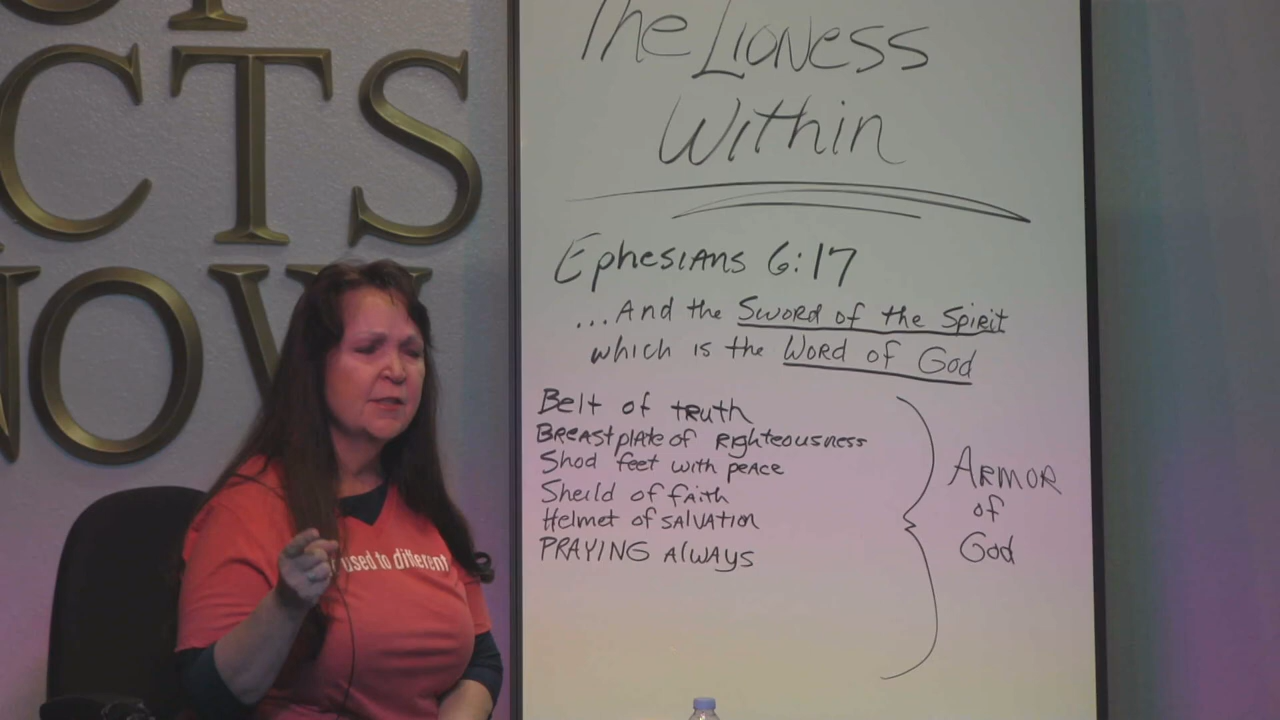 CTS
NOW
The Lioness
Within
Ephesians 6:17
...And the Sword of the Spirit
which is the Word of God
Belt of truth
Breastplate of Righteousness
Shod feet with peace
Sheild of faith
Helmet of SALVATION
PRAYING AlWAYS
ARMOR
of
God
used to different